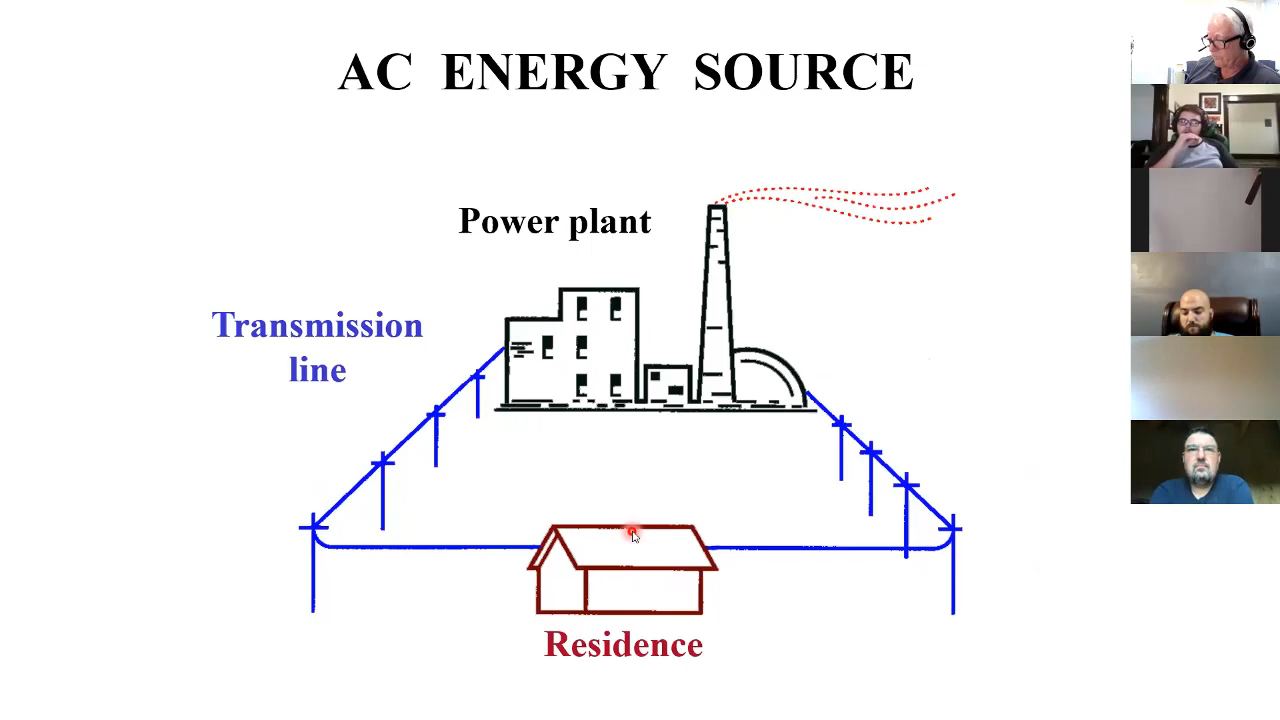 AC ENERGY SOURCE
Power plant
Transmission
line
Residence